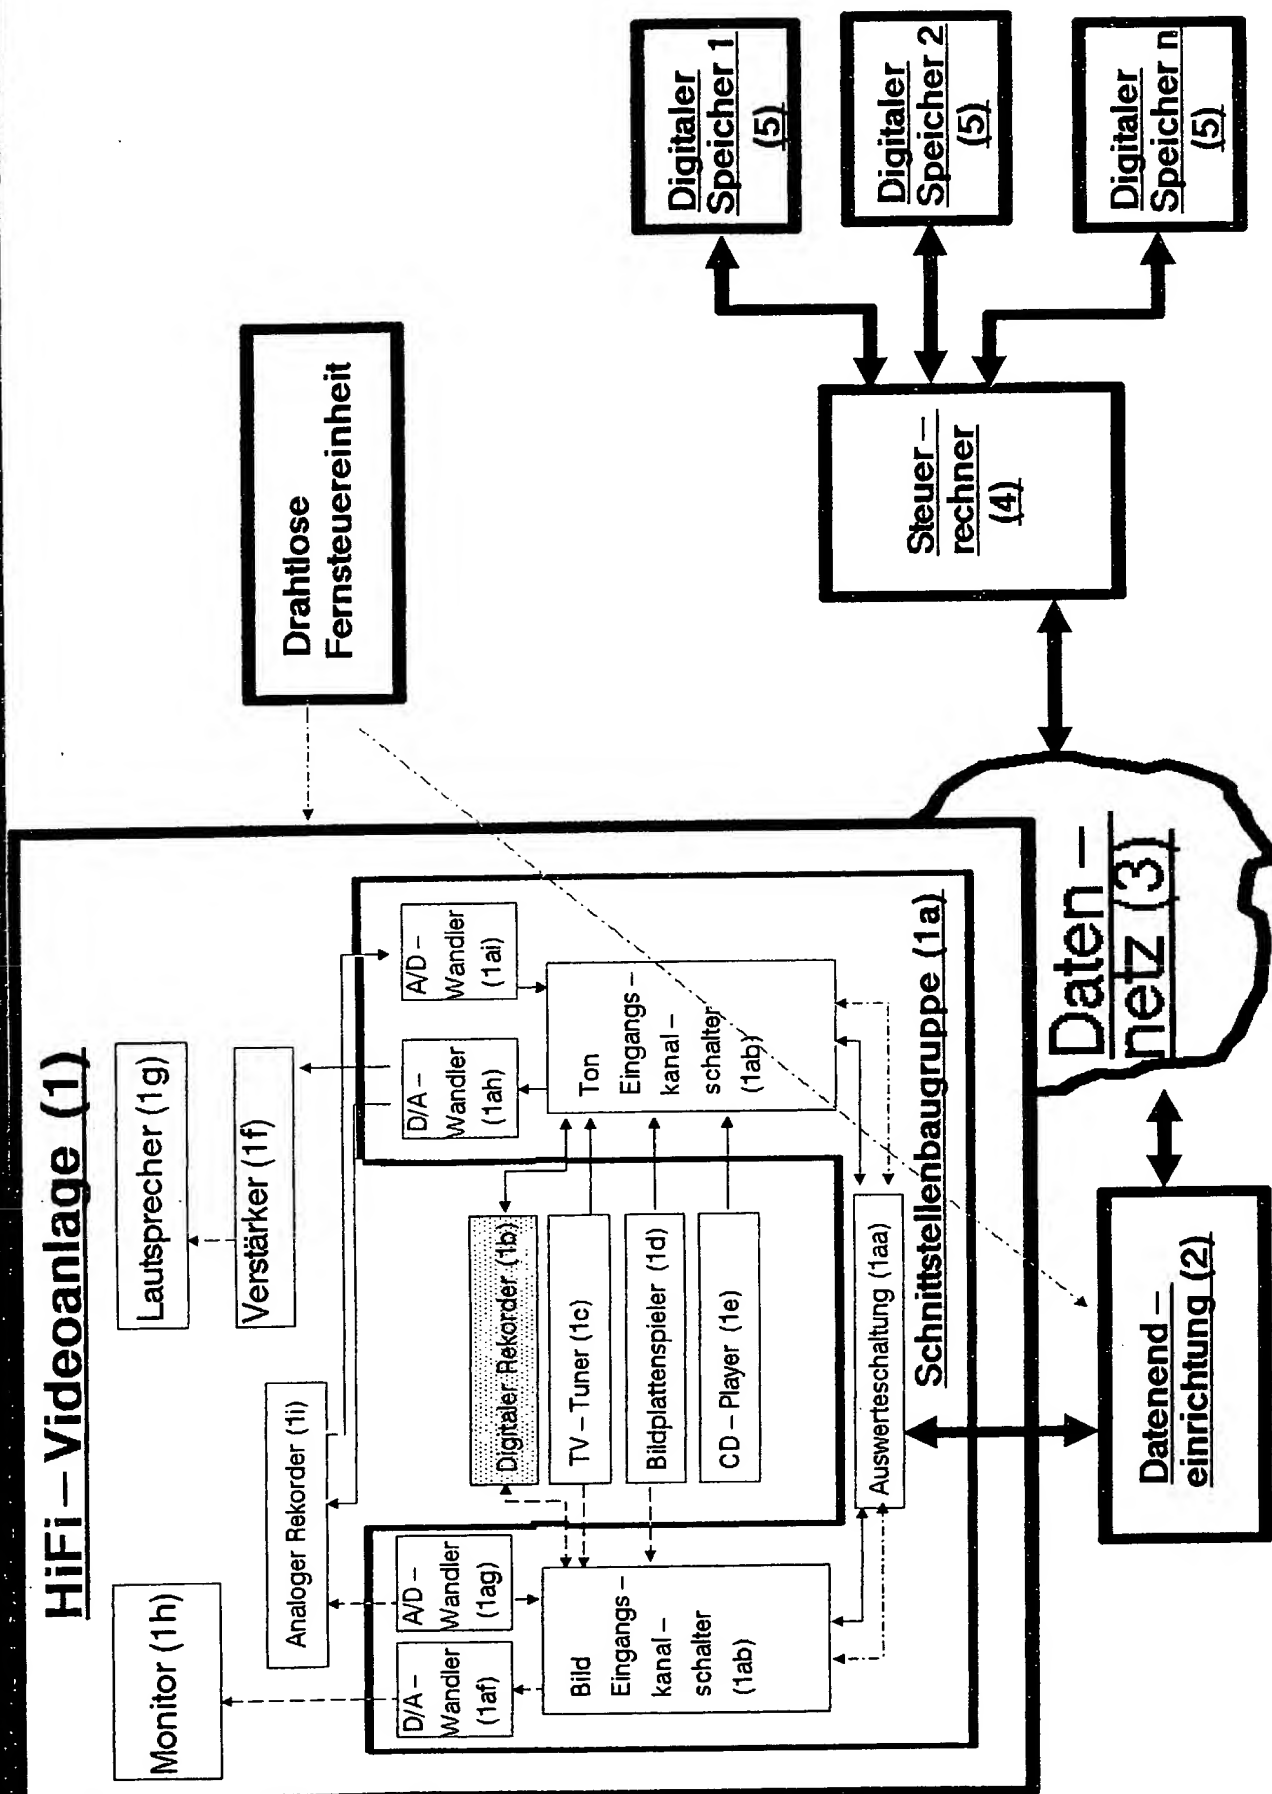 HiFi – Videoanlage (1)
Monitor (1h)
Lautsprecher (1g)
Verstärker (1f)
Analoger Rekorder (1i)
Drahtlose
Fernsteuereinheit
D/A –
Wandler
(1af)
A/D –
Wandler
(1ag)
D/A –
Wandler
(1ah)
A/D –
Wandler
(1ai)
Digitaler Rekorder (1b)
TV – Tuner (1c)
Bildplattenspieler (1d)
CD – Player (1e)
Bild
Eingangs –
kanal –
schalter
(1ab)
Ton
Eingangs –
kanal –
schalter
(1ab)
Auswerteschaltung (1aa)
Schnittstellenbaugruppe (1a)
Datenend –
einrichtung (2)
Daten –
netz (3)
Steuer –
rechner
(4)
Digitaler
Speicher 1
(5)
Digitaler
Speicher 2
(5)
Digitaler
Speicher n
(5)